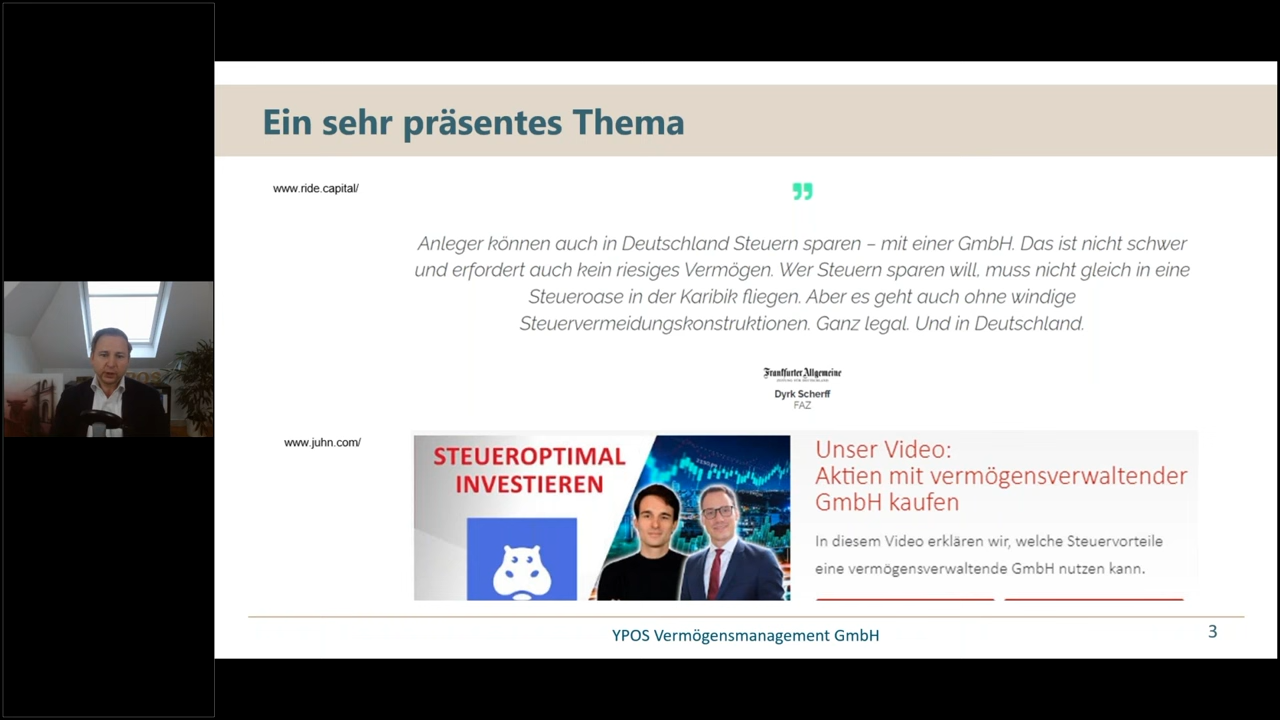 Ein sehr präsentes Thema
www.ride.capital/
"
Anleger können auch in Deutschland Steuern sparen – mit einer GmbH. Das ist nicht schwer
und erfordert auch kein riesiges Vermögen. Wer Steuern sparen will, muss nicht gleich in eine
Steueroase in der Karibik fliegen. Aber es geht auch ohne windige
Steuervermeidungskonstruktionen. Ganz legal. Und in Deutschland.
Frankfurter Allgemeine
Dyrk Scherff
FAZ
www.juhn.com/
STEUEROPTIMAL
INVESTIEREN
Unser Video:
Aktien mit vermögensverwaltender
GmbH kaufen
In diesem Video erklären wir, welche Steuervorteile
eine vermögensverwaltende GmbH nutzen kann.
YPOS Vermögensmanagement GmbH
3